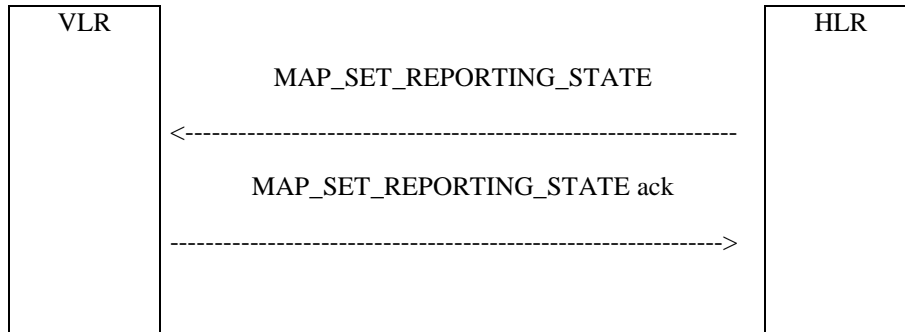 VLR HLR
MAP_SET_REPORTING_STATE
<---------------------------------------------------------------
MAP_SET_REPORTING_STATE ack
--------------------------------------------------------------->